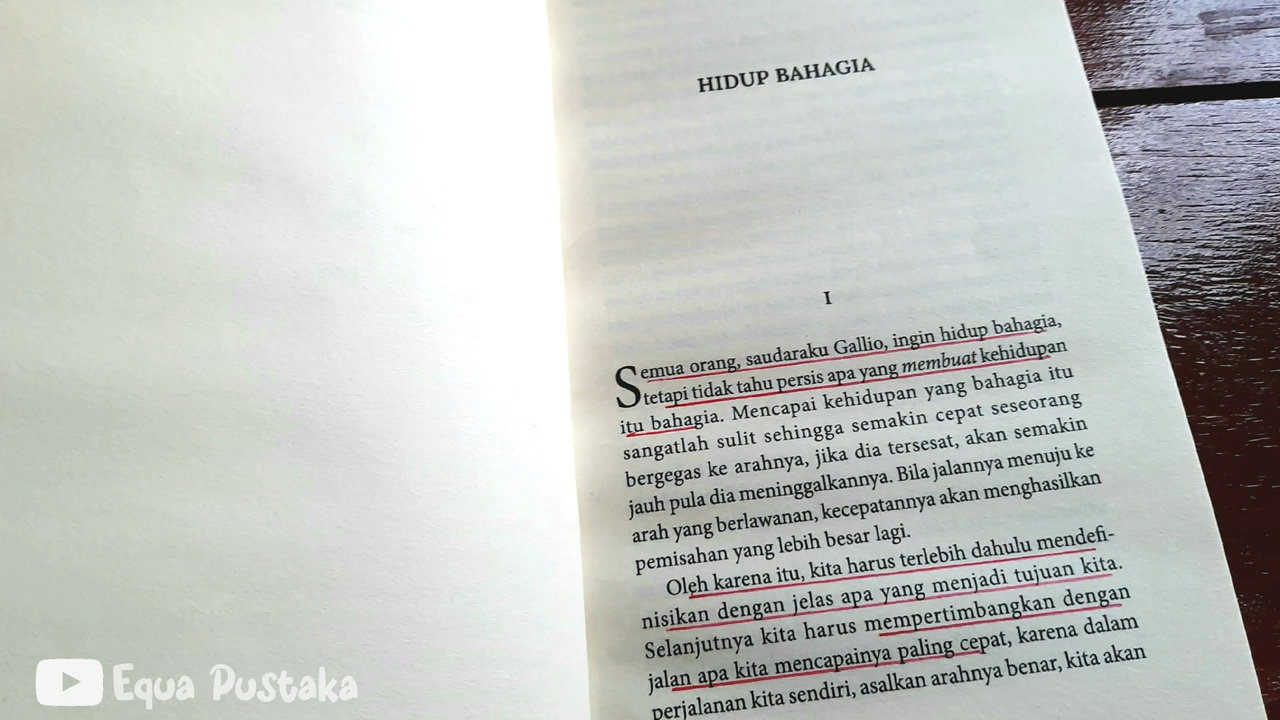 HIDUP BAHAGIA
I
Semua orang, saudaraku Gallio, ingin hidup bahagia,
tetapi tidak tahu persis apa yang membuat kehidupan
itu bahagia. Mencapai kehidupan yang bahagia itu
sangatlah sulit sehingga semakin cepat seseorang
bergegas ke arahnya, jika dia tersesat, akan semakin
jauh pula dia meninggalkannya. Bila jalannya menuju ke
arah yang berlawanan, kecepatannya akan menghasilkan
pemisahan yang lebih besar lagi.
Oleh karena itu, kita harus terlebih dahulu mendefi-
nisikan dengan jelas apa yang menjadi tujuan kita.
Selanjutnya kita harus mempertimbangkan dengan
jalan apa kita mencapainya paling cepat, karena dalam
perjalanan kita sendiri, asalkan arahnya benar, kita akan
Equa Pustaka